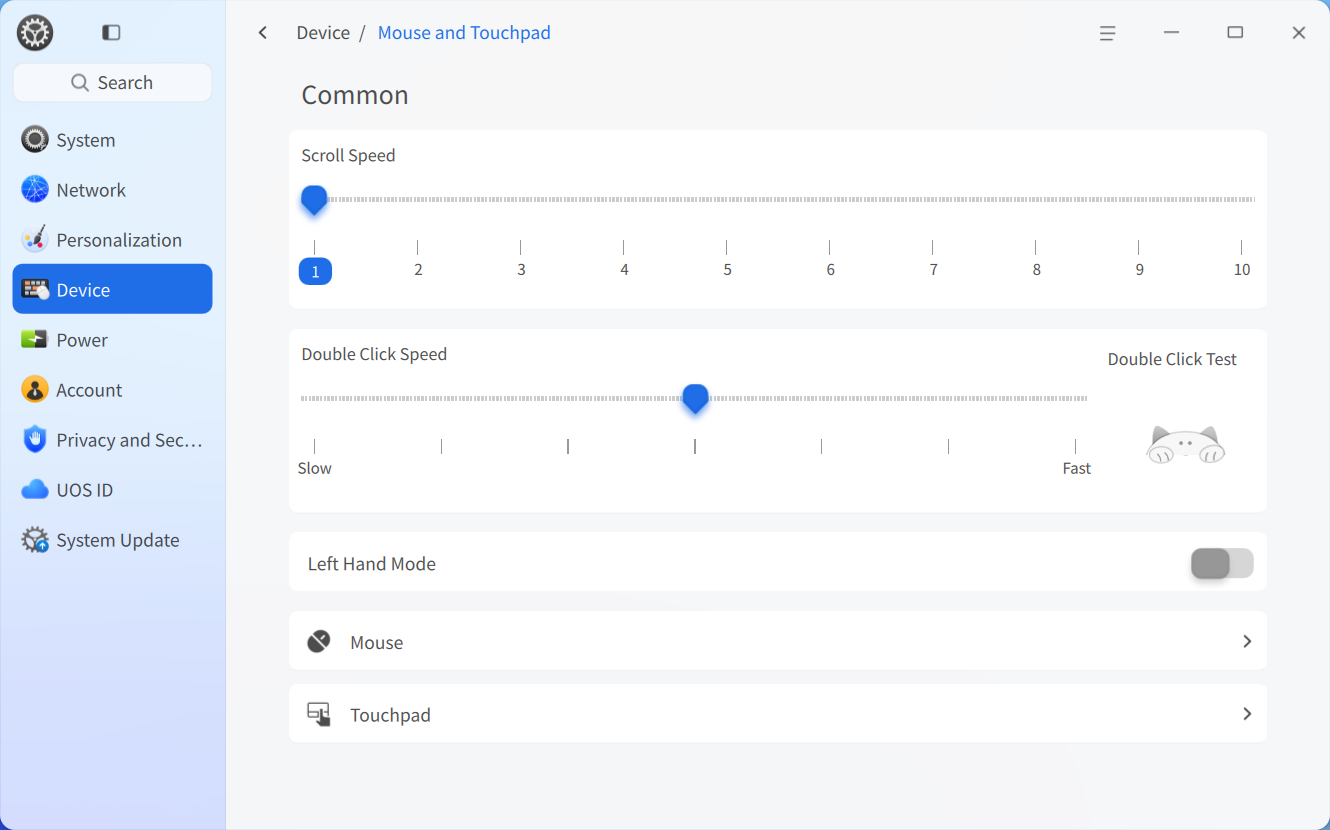 Search
System
Network
Personalization
Device
Power
Account
Privacy and Sec...
UOS ID
System Update
Device / Mouse and Touchpad
Common
Scroll Speed
1 2 3 4 5 6 7 8 9 10
Double Click Speed
Double Click Test
Slow Fast
Left Hand Mode
Mouse
Touchpad